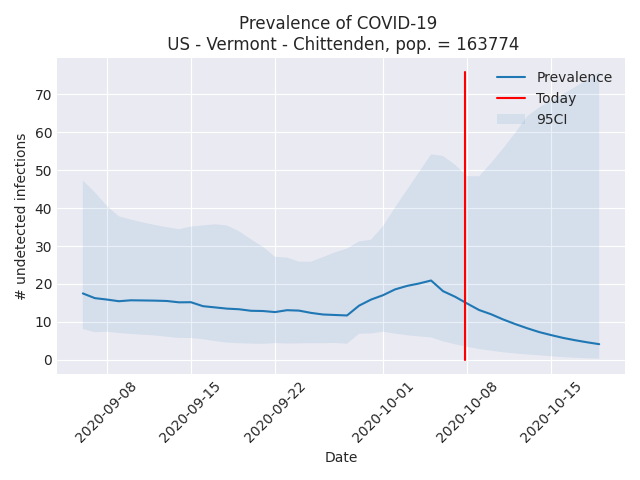 Prevalence of COVID-19
US - Vermont - Chittenden, pop. = 163774
Prevalence
Today
95CI
# undetected infections
70
60
50
40
30
20
10
0
2020-09-08
2020-09-15
2020-09-22
2020-10-01
2020-10-08
2020-10-15
Date